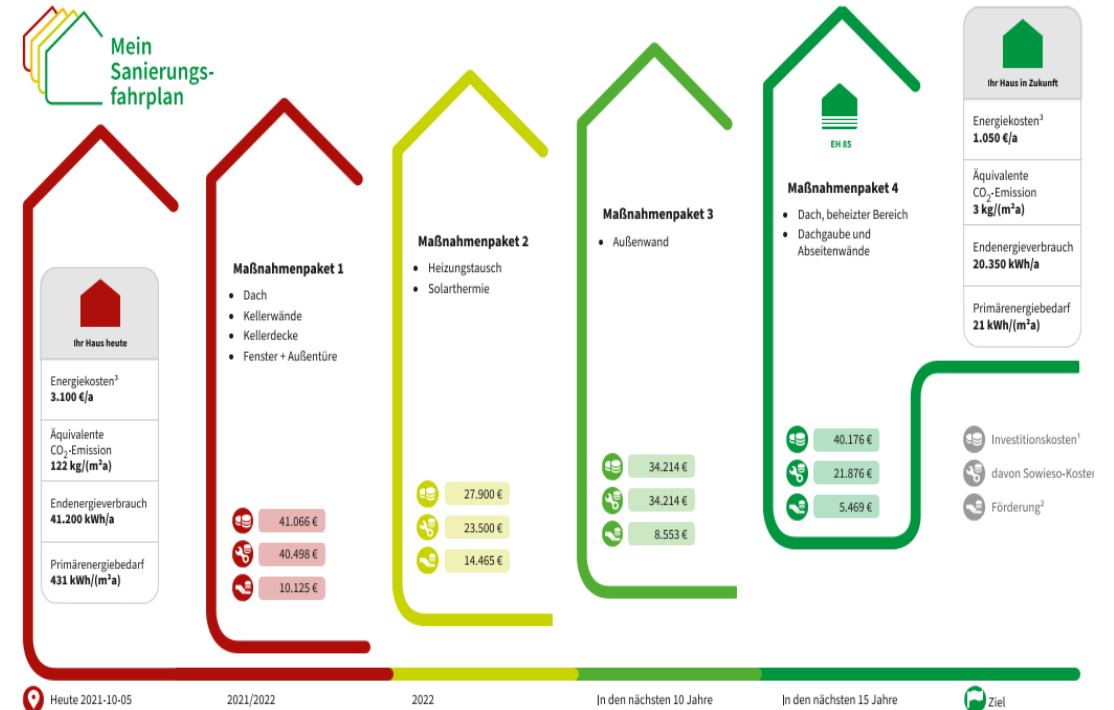 Mein
Sanierungs-
fahrplan
Ihr Haus heute
Energiekosten³
3.100 €/a
Äquivalente
CO₂-Emission
122 kg/(m²a)
Endenergieverbrauch
41.200 kWh/a
Primärenergiebedarf
431 kWh/(m²a)
Maßnahmenpaket 1
• Dach
• Kellerwände
• Kellerdecke
• Fenster + Außentüre
41.066 €
40.498 €
10.125 €
Maßnahmenpaket 2
• Heizungstausch
• Solarthermie
27.900 €
23.500 €
14.465 €
Maßnahmenpaket 3
• Außenwand
34.214 €
34.214 €
8.553 €
EH 85
Maßnahmenpaket 4
• Dach, beheizter Bereich
• Dachgaube und
Abseitenwände
40.176 €
21.876 €
5.469 €
Ihr Haus in Zukunft
Energiekosten³
1.050 €/a
Äquivalente
CO₂-Emission
3 kg/(m²a)
Endenergieverbrauch
20.350 kWh/a
Primärenergiebedarf
21 kWh/(m²a)
Investitionskosten¹
davon Sowieso-Kosten
Förderung²
Heute 2021-10-05
2021/2022
2022
In den nächsten 10 Jahre
In den nächsten 15 Jahre
Ziel